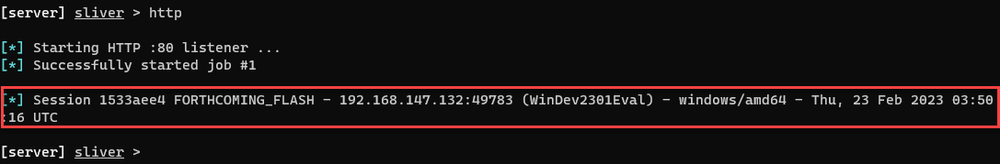 [server] sliver > http
[*] Starting HTTP :80 listener ...
[*] Successfully started job #1
[*] Session 1533aee4 FORTHCOMING_FLASH - 192.168.147.132:49783 (WinDev2301Eval) - windows/amd64 - Thu, 23 Feb 2023 03:50
:16 UTC
[server] sliver >